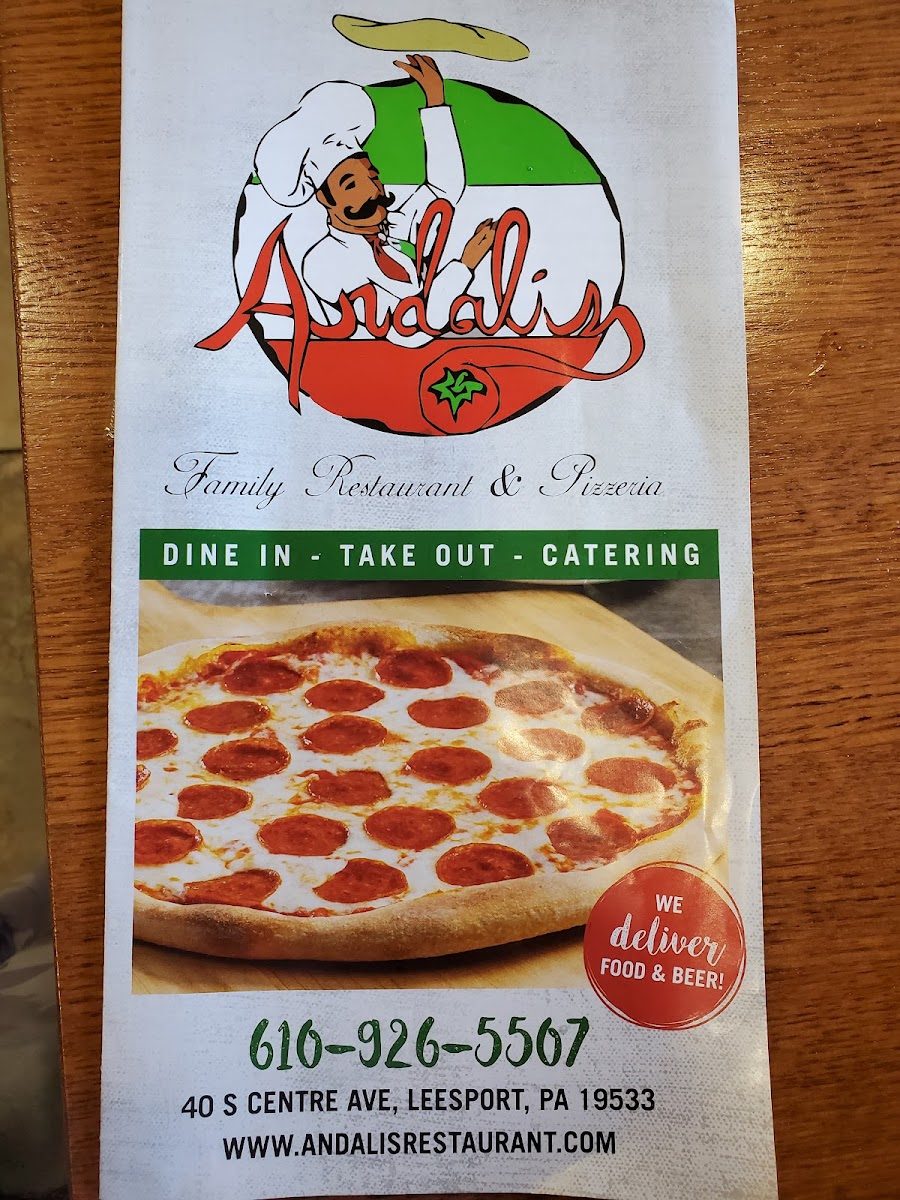 Andalis
Family Restaurant & Pizzeria
DINE IN - TAKE OUT - CATERING
WE
deliver
FOOD & BEER!
610-926-5507
40 S CENTRE AVE, LEESPORT, PA 19533
WWW.ANDALISRESTAURANT.COM